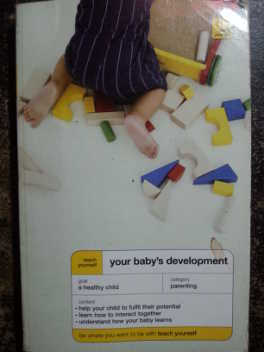 teach
yourself
your baby's development
goal
a healthy child
category
parenting
content
• help your child to fulfil their potential
• learn how to interact together
• understand how your baby learns
be where you want to be with teach yourself